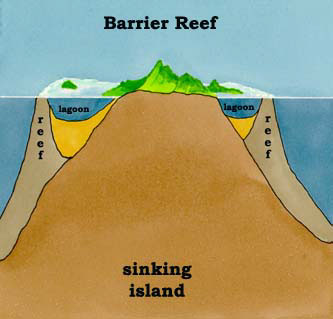 Barrier Reef
lagoon
lagoon
reef
reef
sinking
island